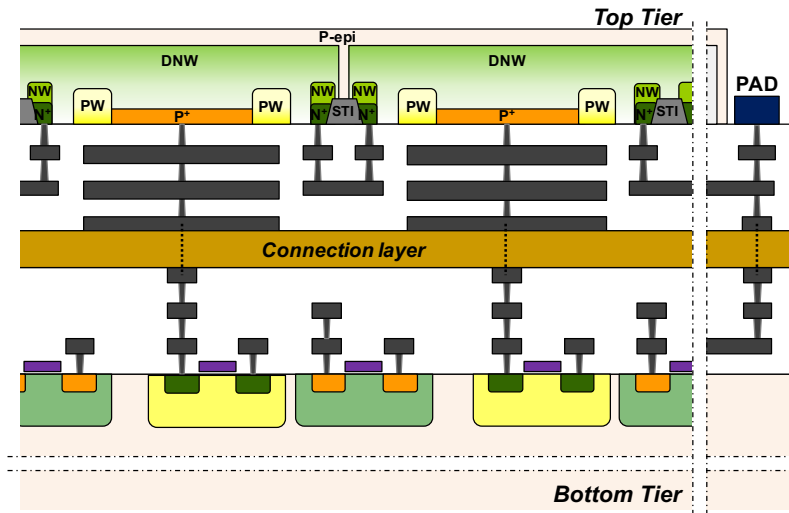 Top Tier
P-epi
DNW
DNW
PAD
NW
PW
PW
NW
NW
PW
PW
NW
N+
P+
N+
STI
N+
P+
N+
STI
Connection layer
Bottom Tier